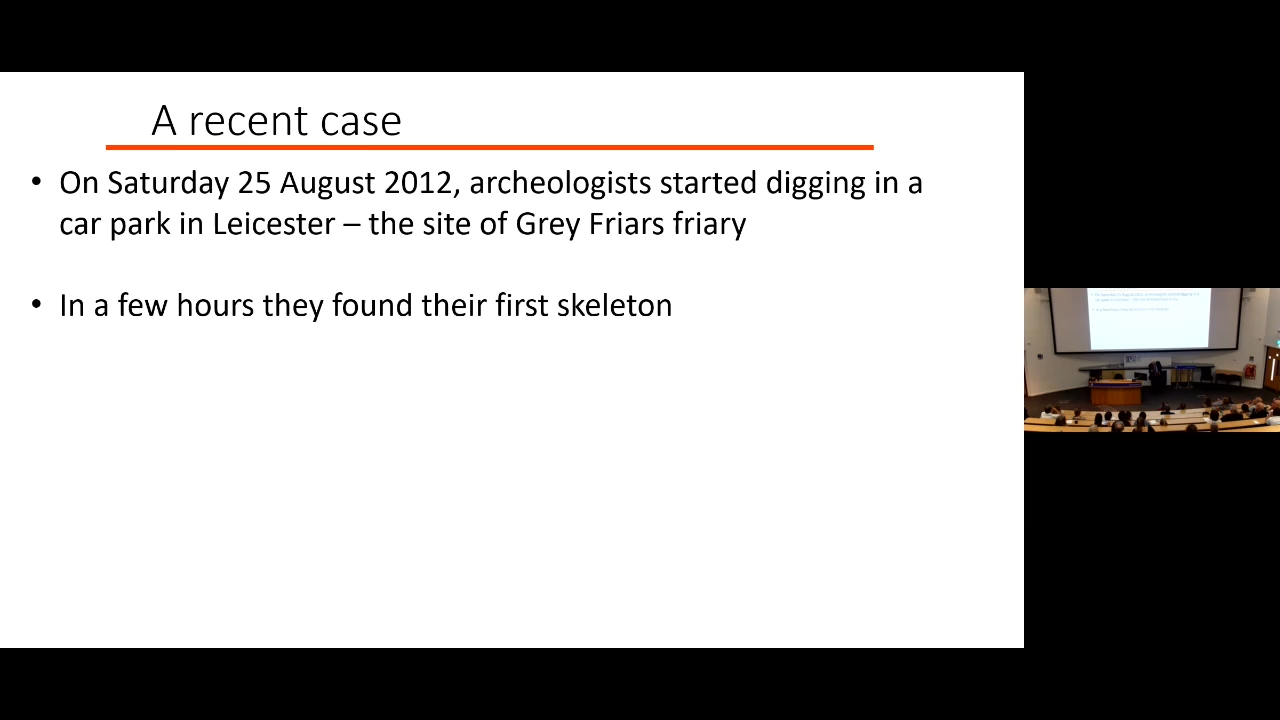 A recent case
• On Saturday 25 August 2012, archeologists started digging in a
car park in Leicester – the site of Grey Friars friary
• In a few hours they found their first skeleton